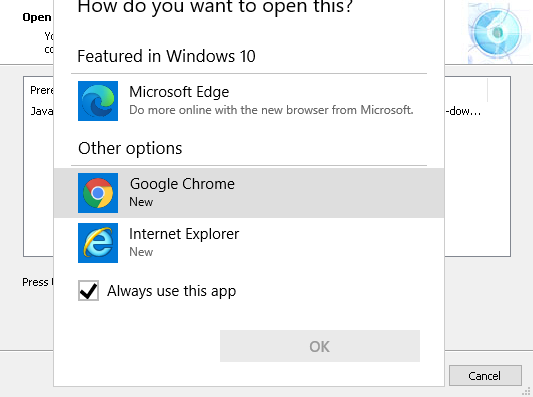 How do you want to open this?
Open
Featured in Windows 10
Microsoft Edge
Do more online with the new browser from Microsoft.
Prere
Java
-dow...
Other options
Google Chrome
New
Internet Explorer
New
Press
Always use this app
OK
Cancel